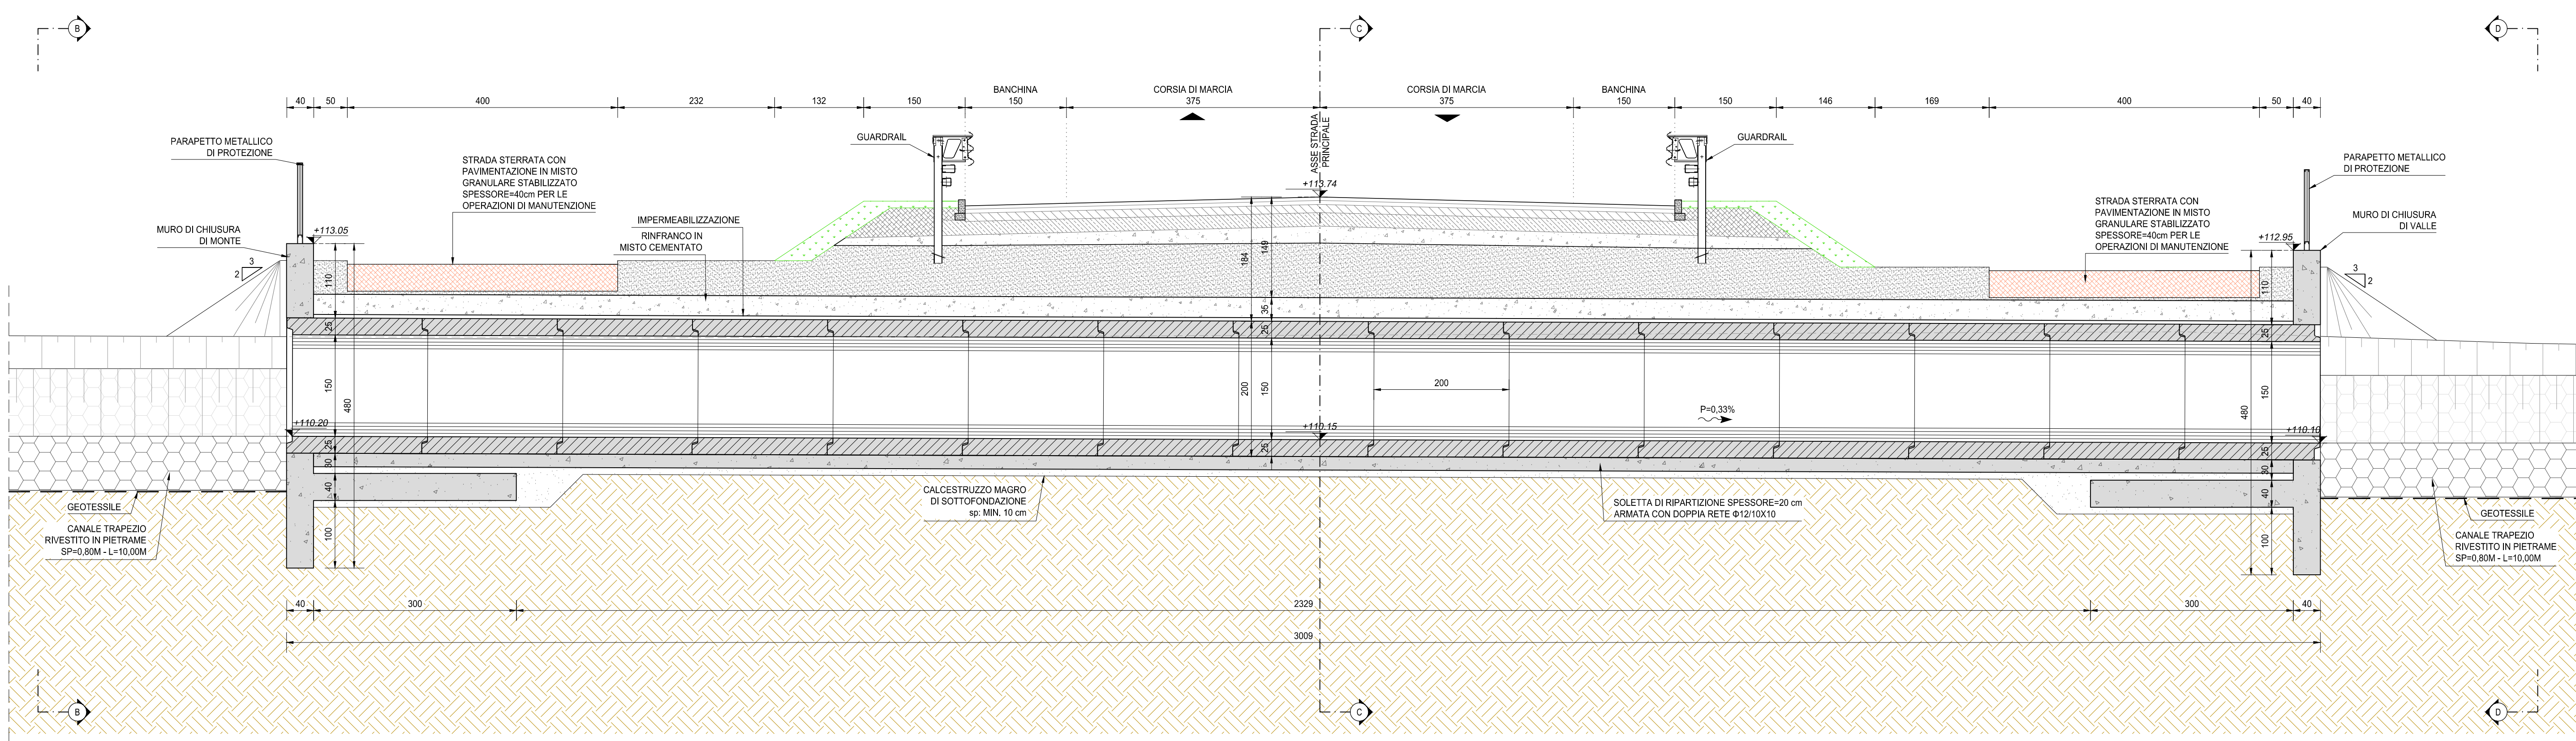 B
C
D
BANCHINA
CORSIA DI MARCIA
CORSIA DI MARCIA
BANCHINA
40
50
400
232
132
150
150
375
375
150
150
146
169
400
50
40
ASSE STRADA
PRINCIPALE
GUARDRAIL
GUARDRAIL
PARAPETTO METALLICO
DI PROTEZIONE
STRADA STERRATA CON
PAVIMENTAZIONE IN MISTO
GRANULARE STABILIZZATO
SPESSORE=40cm PER LE
OPERAZIONI DI MANUTENZIONE
PARAPETTO METALLICO
DI PROTEZIONE
+113.74
STRADA STERRATA CON
PAVIMENTAZIONE IN MISTO
GRANULARE STABILIZZATO
SPESSORE=40cm PER LE
OPERAZIONI DI MANUTENZIONE
IMPERMEABILIZZAZIONE
RINFRANCO IN
MISTO CEMENTATO
MURO DI CHIUSURA
DI MONTE
+113.05
MURO DI CHIUSURA
DI VALLE
+112.95
3
2
3
2
110
184
149
110
35
25
25
25
150
480
200
150
200
150
480
P=0,33%
+110.20
+110.15
+110.10
25
25
25
30
30
40
40
100
100
GEOTESSILE
CANALE TRAPEZIO
RIVESTITO IN PIETRAME
SP=0,80M - L=10,00M
CALCESTRUZZO MAGRO
DI SOTTOFONDAZIONE
sp: MIN. 10 cm
SOLETTA DI RIPARTIZIONE SPESSORE=20 cm
ARMATA CON DOPPIA RETE Φ12/10X10
GEOTESSILE
CANALE TRAPEZIO
RIVESTITO IN PIETRAME
SP=0,80M - L=10,00M
40
300
2329
300
40
3009
B
C
D